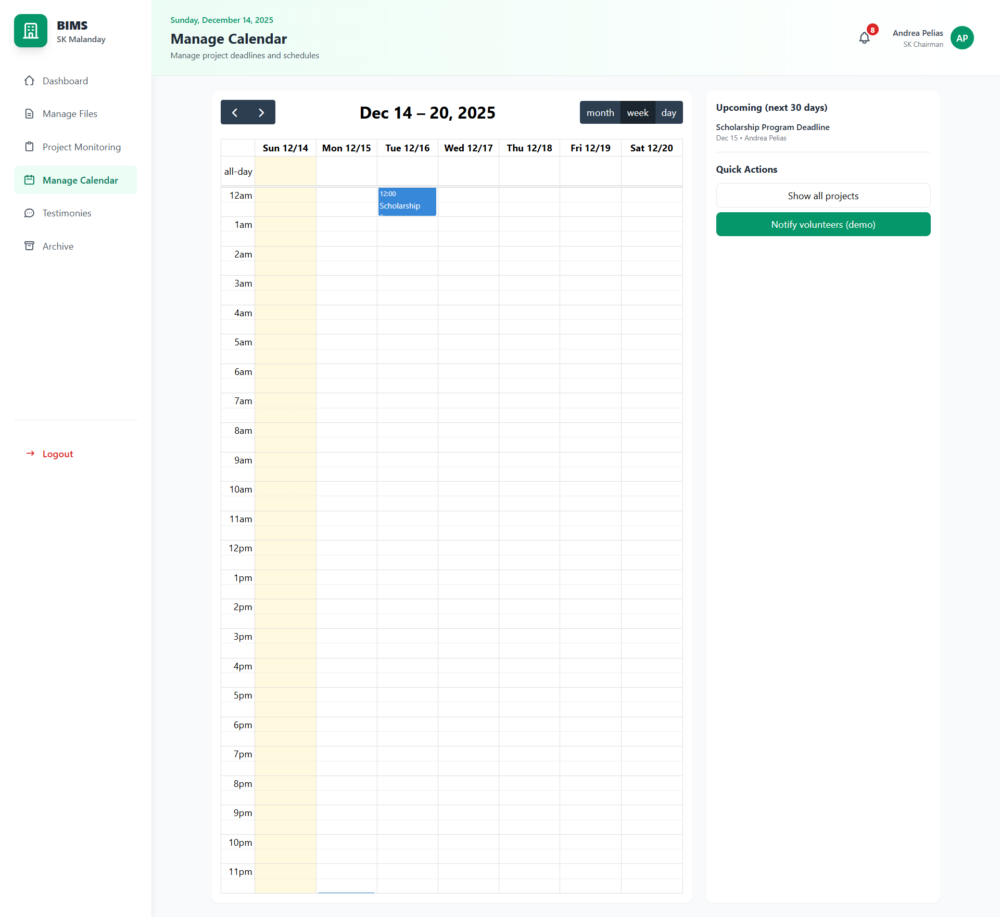 BIMS
SK Malanday
Dashboard
Manage Files
Project Monitoring
Manage Calendar
Testimonies
Archive
Logout
Sunday, December 14, 2025
Manage Calendar
Manage project deadlines and schedules
8
Andrea Pelias
SK Chairman
AP
Dec 14 – 20, 2025
month week day
Sun 12/14 Mon 12/15 Tue 12/16 Wed 12/17 Thu 12/18 Fri 12/19 Sat 12/20
all-day
12am
12:00
Scholarship
1am
2am
3am
4am
5am
6am
7am
8am
9am
10am
11am
12pm
1pm
2pm
3pm
4pm
5pm
6pm
7pm
8pm
9pm
10pm
11pm
Upcoming (next 30 days)
Scholarship Program Deadline
Dec 15 • Andrea Pelias
Quick Actions
Show all projects
Notify volunteers (demo)